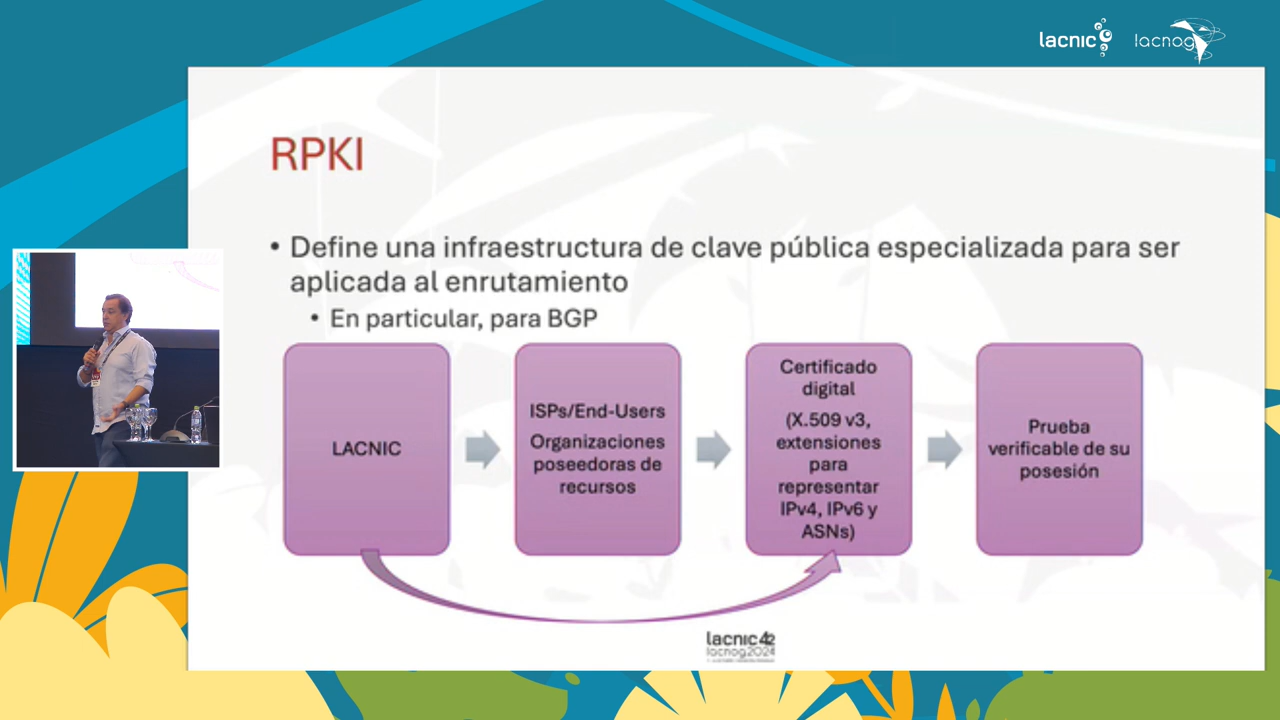 lacnic
lacnog
RPKI
• Define una infraestructura de clave pública especializada para ser
aplicada al enrutamiento
• En particular, para BGP
LACNIC
ISPs/End-Users
Organizaciones
poseedoras de
recursos
Certificado
digital
(X.509 v3,
extensiones
para
representar
IPv4, IPv6 y
ASNs)
Prueba
verificable de su
posesión
lacnic42
lacnog2024